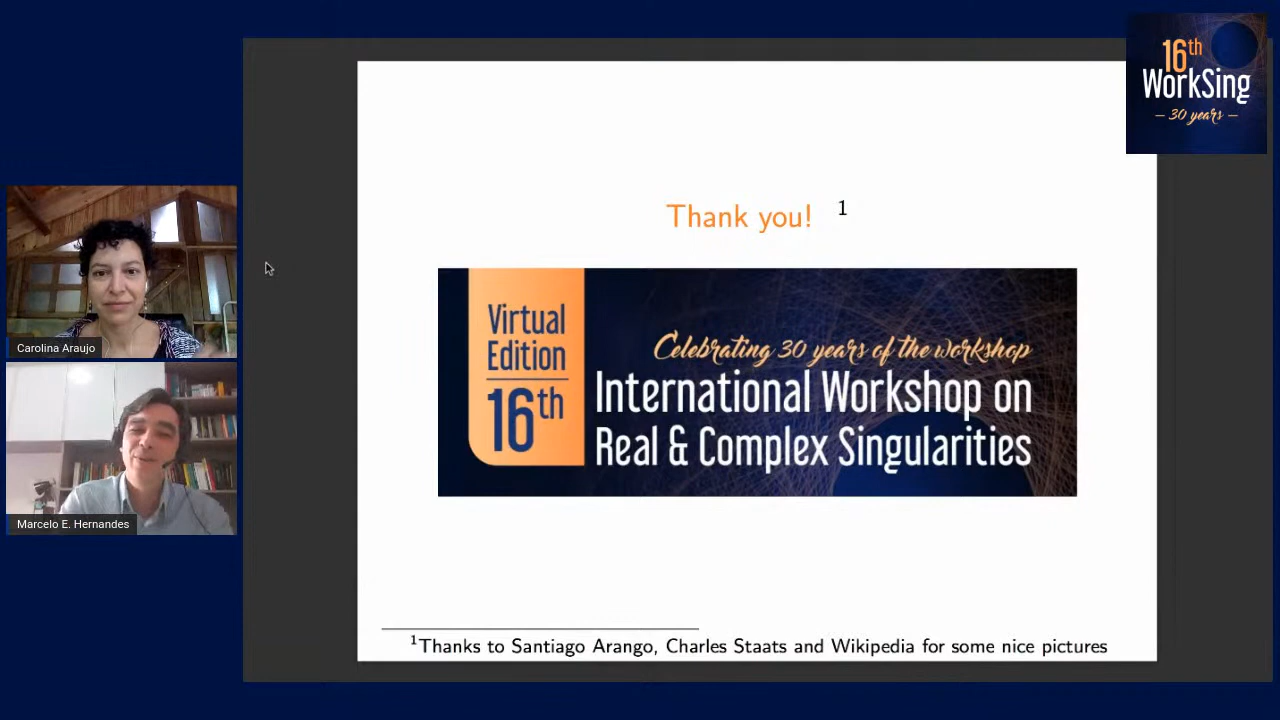 16th
WorkSing
– 30 years –
Thank you! 1
Virtual
Edition
16th
Celebrating 30 years of the workshop
International Workshop on
Real & Complex Singularities
Carolina Araujo
Marcelo E. Hernandes
1Thanks to Santiago Arango, Charles Staats and Wikipedia for some nice pictures